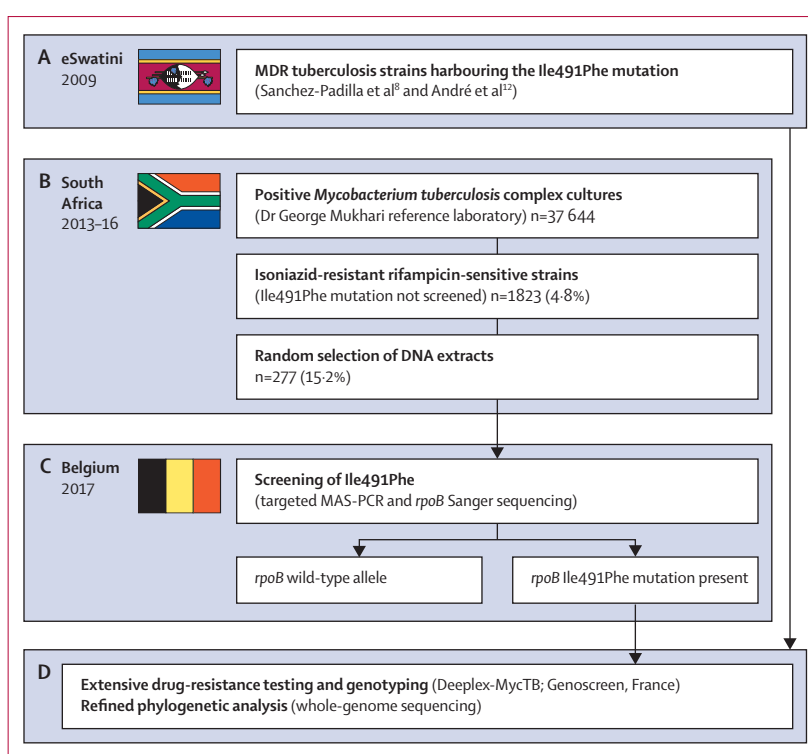 A eSwatini
2009
MDR tuberculosis strains harbouring the Ile491Phe mutation
(Sanchez-Padilla et al⁸ and André et al¹²)
B South
Africa
2013–16
Positive Mycobacterium tuberculosis complex cultures
(Dr George Mukhari reference laboratory) n=37 644
Isoniazid-resistant rifampicin-sensitive strains
(Ile491Phe mutation not screened) n=1823 (4·8%)
Random selection of DNA extracts
n=277 (15·2%)
C Belgium
2017
Screening of Ile491Phe
(targeted MAS-PCR and rpoB Sanger sequencing)
rpoB wild-type allele
rpoB Ile491Phe mutation present
D
Extensive drug-resistance testing and genotyping (Deeplex-MycTB; Genoscreen, France)
Refined phylogenetic analysis (whole-genome sequencing)